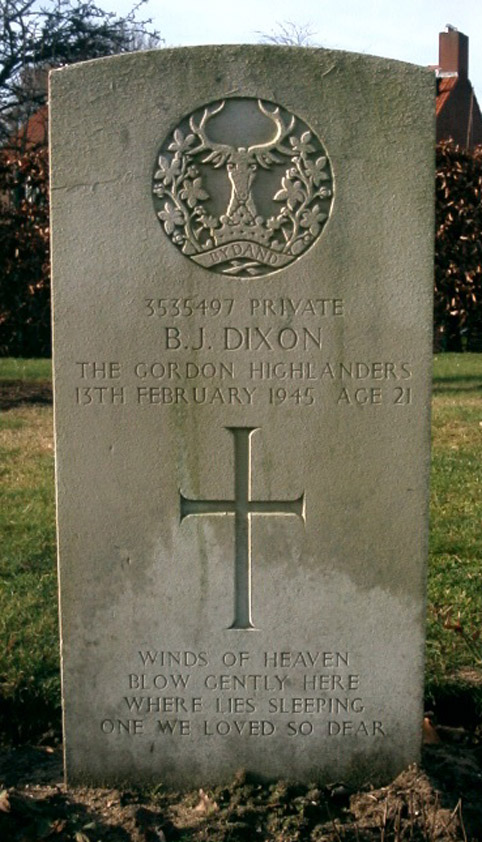 BYDAND
3535497 PRIVATE
B.J. DIXON
THE GORDON HIGHLANDERS
13TH FEBRUARY 1945 AGE 21
WINDS OF HEAVEN
BLOW GENTLY HERE
WHERE LIES SLEEPING
ONE WE LOVED SO DEAR